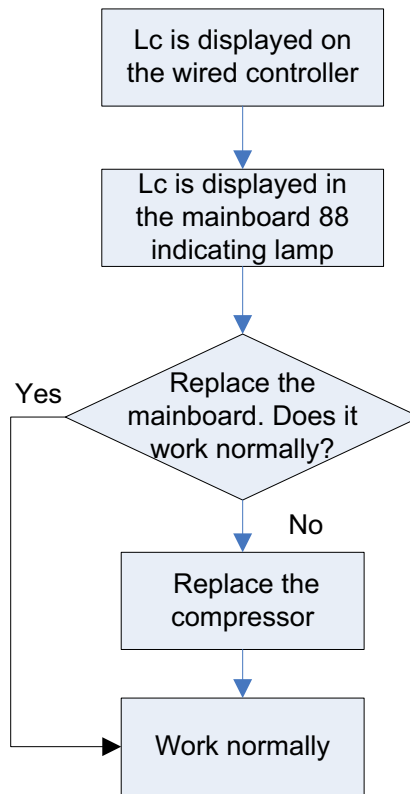 Lc is displayed on
the wired controller
Lc is displayed in
the mainboard 88
indicating lamp
Yes
Replace the
mainboard. Does it
work normally?
No
Replace the
compressor
Work normally